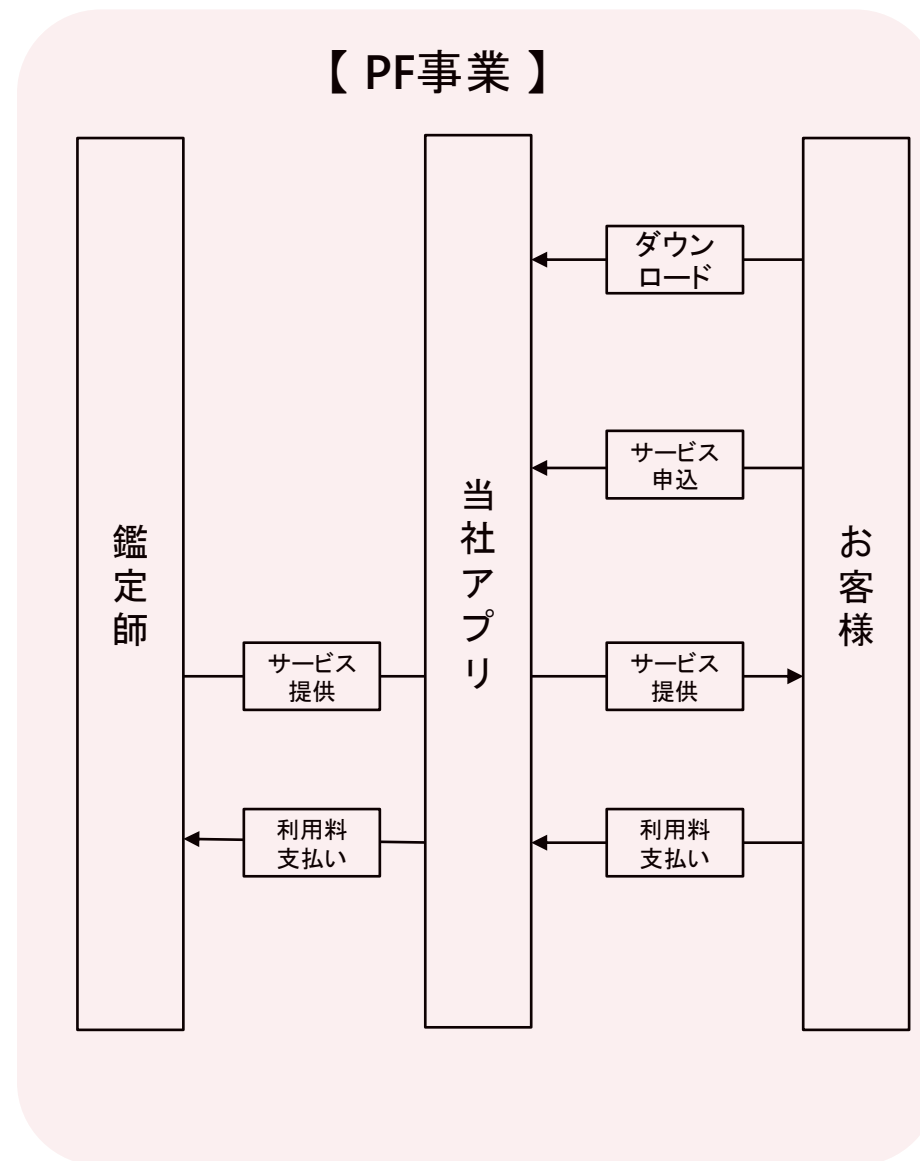 【 PF事業 】
ダウン
ロード
サービス
申込
鑑定師
当社アプリ
お客様
サービス
提供
サービス
提供
利用料
支払い
利用料
支払い